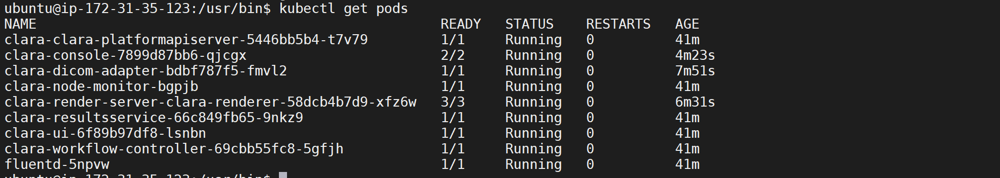 ubuntu@ip-172-31-35-123:/usr/bin$ kubectl get pods
NAME READY STATUS RESTARTS AGE
clara-clara-platformapiserver-5446bb5b4-t7v79 1/1 Running 0 41m
clara-console-7899d87bb6-qjcgx 2/2 Running 0 4m23s
clara-dicom-adapter-bdbf787f5-fmvl2 1/1 Running 0 7m51s
clara-node-monitor-bgpjb 1/1 Running 0 41m
clara-render-server-clara-renderer-58dcb4b7d9-xfz6w 3/3 Running 0 6m31s
clara-resultsservice-66c849fb65-9nkz9 1/1 Running 0 41m
clara-ui-6f89b97df8-lsnbn 1/1 Running 0 41m
clara-workflow-controller-69cbb55fc8-5gfjh 1/1 Running 0 41m
fluentd-5npvw 1/1 Running 0 41m
ubuntu@ip-172-31-35-123:/usr/bin$